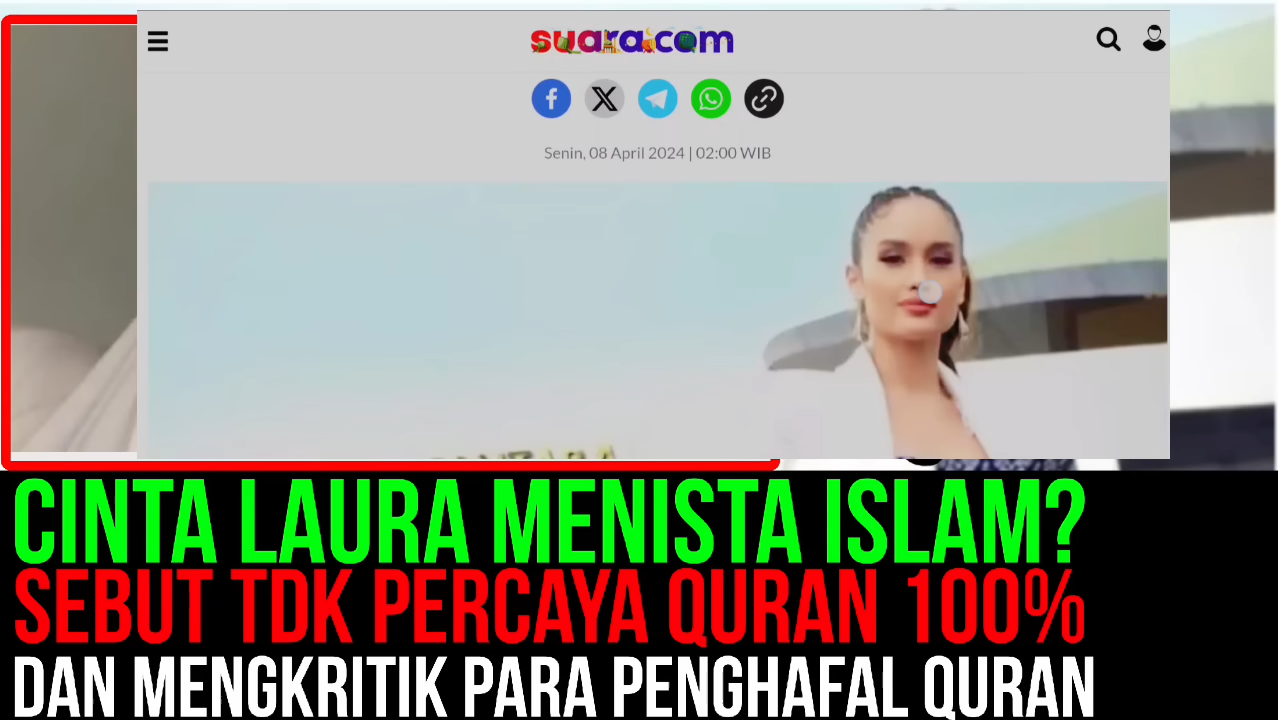 suara.com
Senin, 08 April 2024 | 02:00 WIB
CINTA LAURA MENISTA ISLAM?
SEBUT TDK PERCAYA QURAN 100%
DAN MENGKRITIK PARA PENGHAFAL QURAN